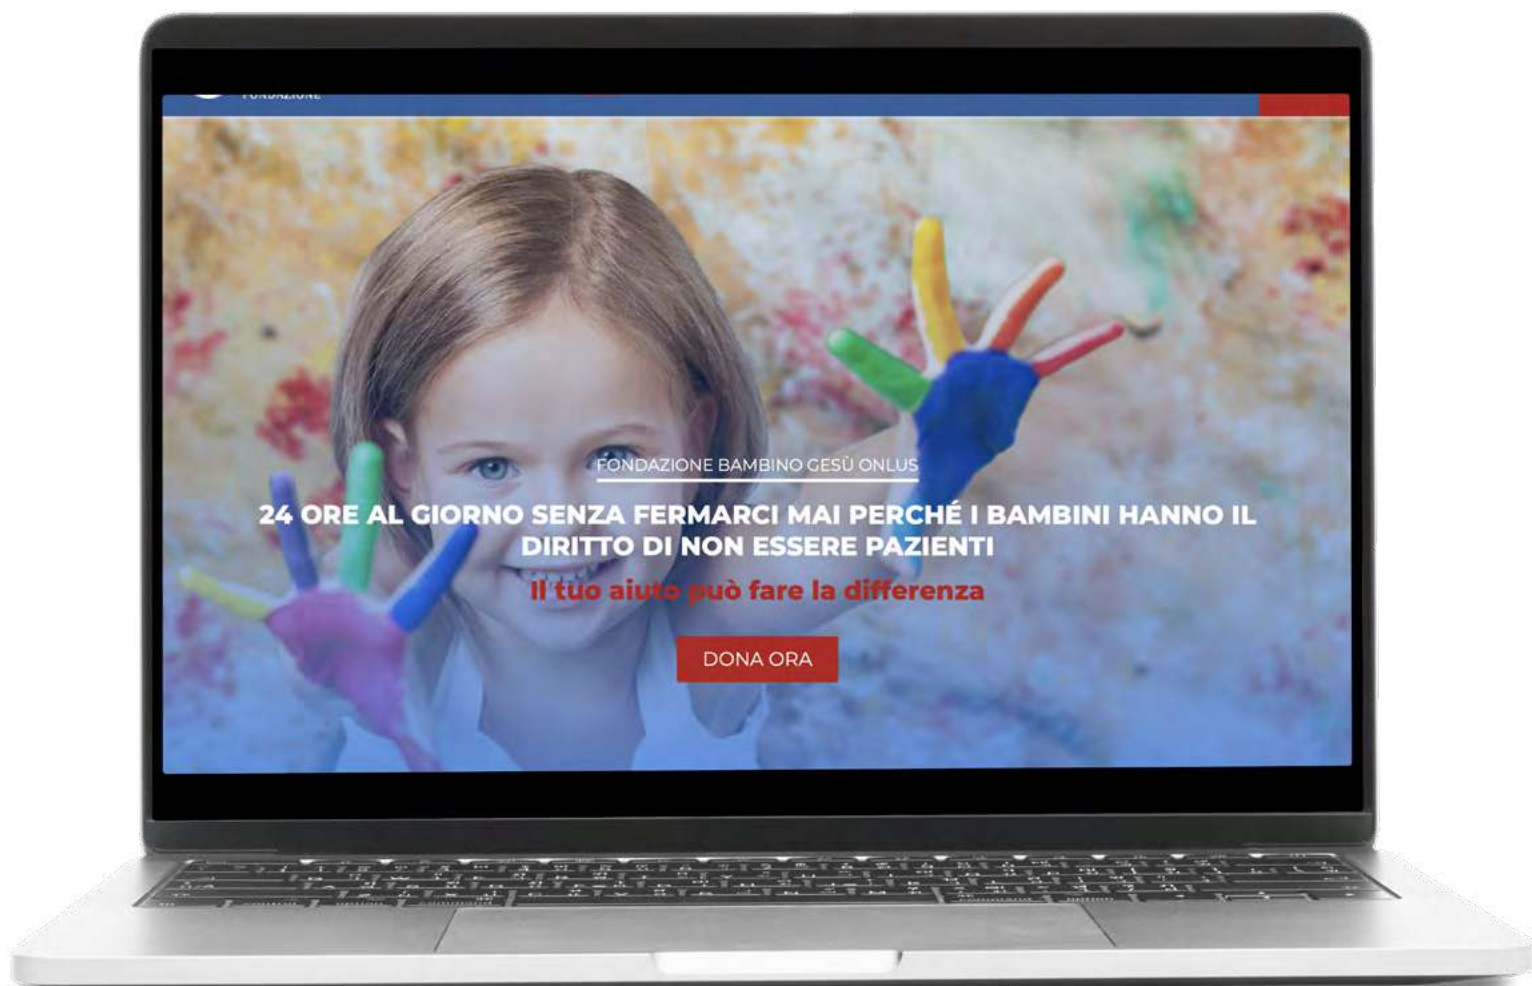 FONDAZIONE
FONDAZIONE BAMBINO GESÙ ONLUS
24 ORE AL GIORNO SENZA FERMARCI MAI PERCHÉ I BAMBINI HANNO IL
DIRITTO DI NON ESSERE PAZIENTI
Il tuo aiuto può fare la differenza
DONA ORA